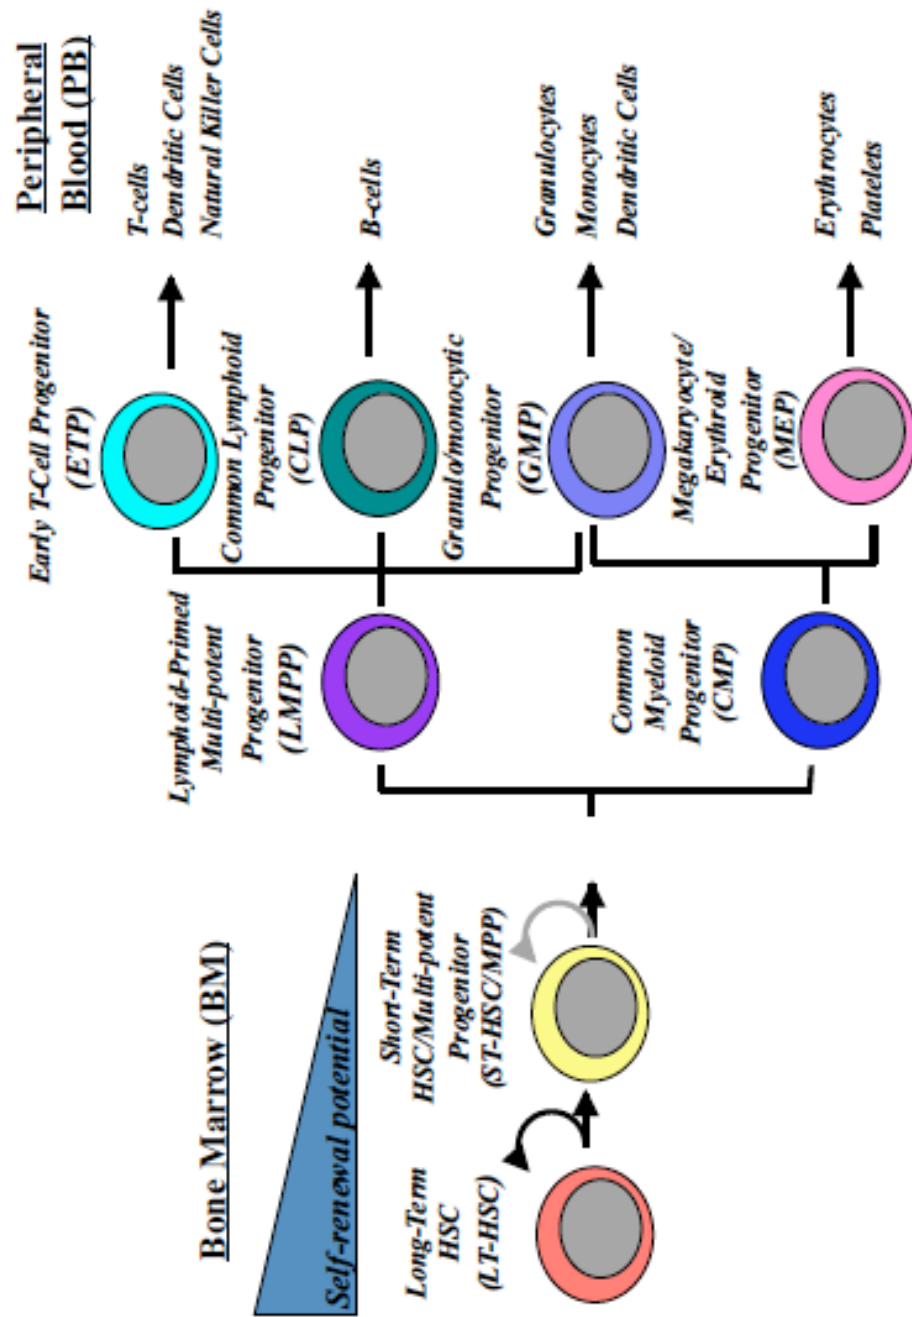 Bone Marrow (BM)
Peripheral
Blood (PB)
Self-renewal potential
Long-Term
HSC
(LT-HSC)
Short-Term
HSC/Multi-potent
Progenitor
(ST-HSC/MPP)
Lymphoid-Primed
Multi-potent
Progenitor
(LMPP)
Common
Myeloid
Progenitor
(CMP)
Early T-Cell Progenitor
(ETP)
Common Lymphoid
Progenitor
(CLP)
Granulo/monocytic
Progenitor
(GMP)
Megakaryocyte/
Erythroid
Progenitor
(MEP)
T-cells
Dendritic Cells
Natural Killer Cells
B-cells
Granulocytes
Monocytes
Dendritic Cells
Erythrocytes
Platelets